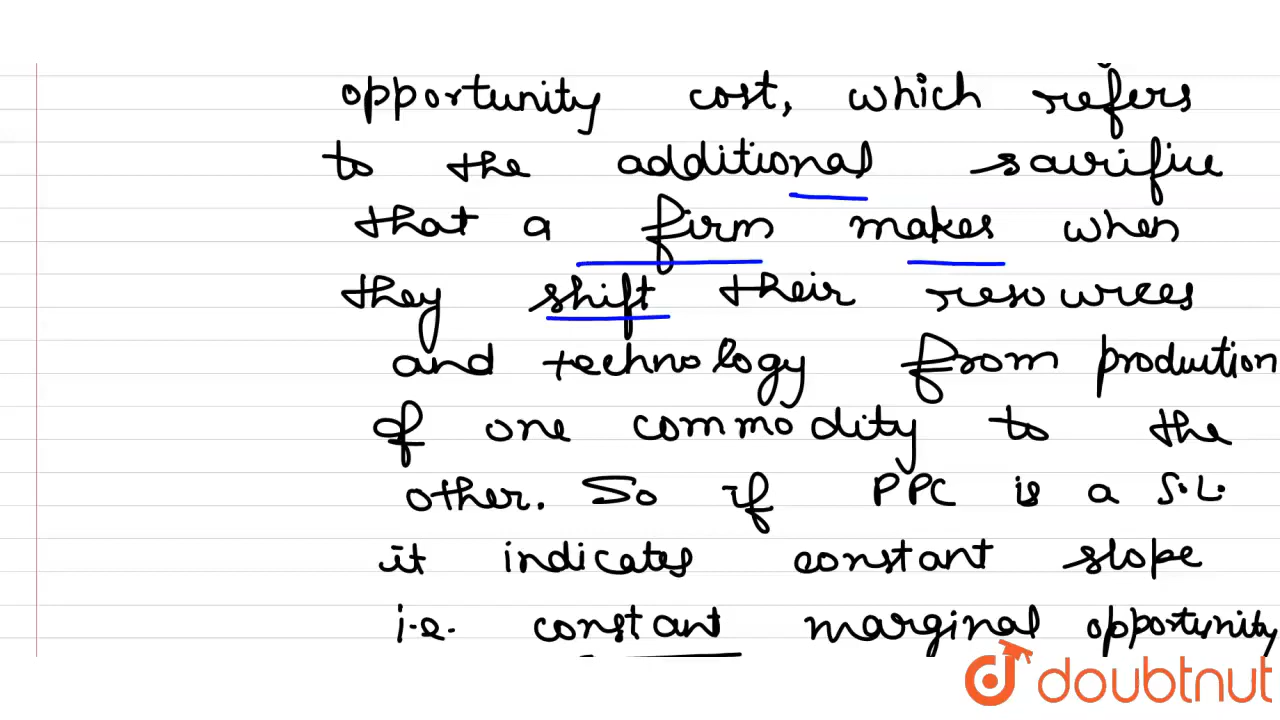 opportunity cost, which refers
to the additional sacrifice
that a firm makes when
they shift their resources
and technology from production
of one commodity to the
other. So if PPC is a S.L.
it indicates constant slope
i.e. constant marginal opportunity
doubtnut